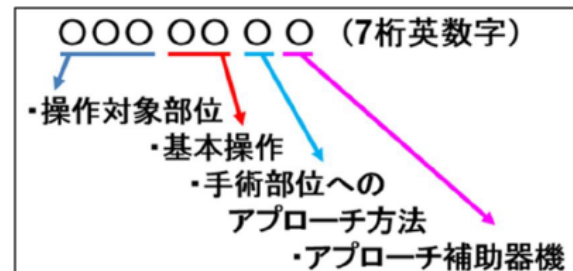 〇〇〇 〇〇 〇 〇 (7桁英数字)
・操作対象部位
・基本操作
・手術部位への
アプローチ方法
・アプローチ補助器機